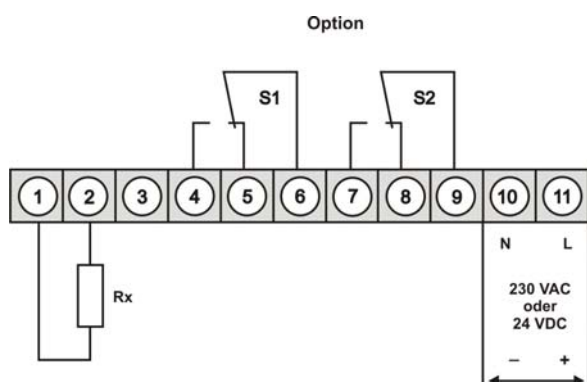 Option
S1
S2
1 2 3 4 5 6 7 8 9 10 11
N L
Rx
230 VAC
oder
24 VDC
– +